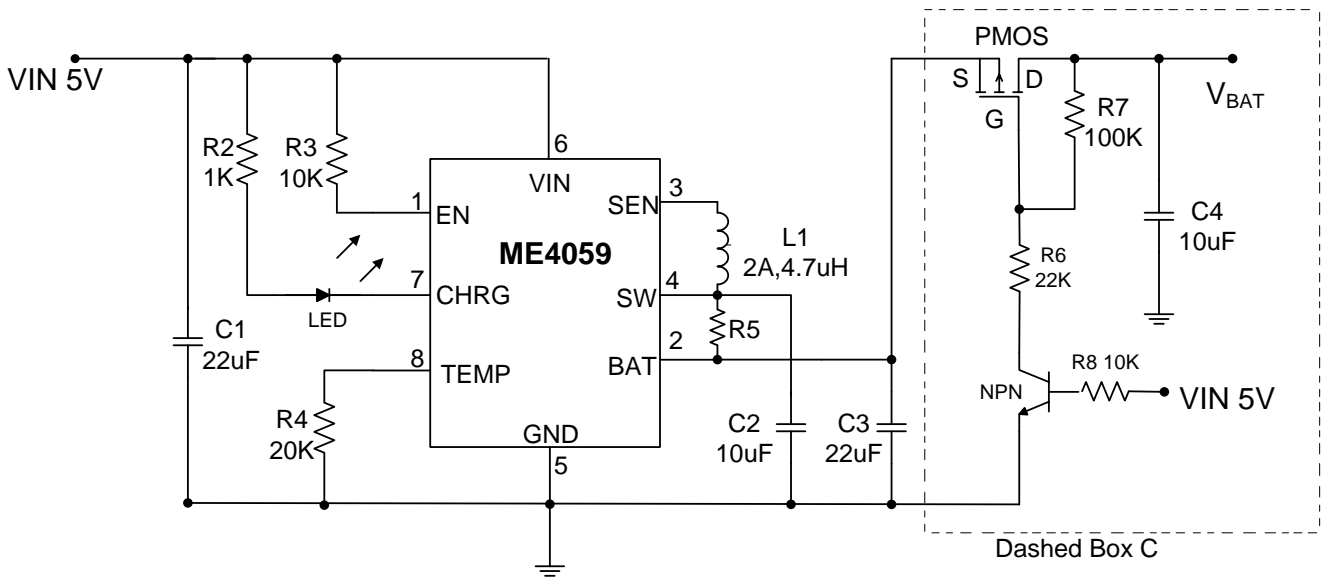 PMOS
VIN 5V
S
D
G
R7
100K
VBAT
R2
1K
R3
10K
6
VIN
1
EN
3
SEN
ME4059
L1
2A,4.7uH
C4
10uF
7
CHRG
LED
4
SW
R5
R6
22K
C1
22uF
8
TEMP
2
BAT
R8 10K
NPN
VIN 5V
R4
20K
GND
5
C2
10uF
C3
22uF
Dashed Box C